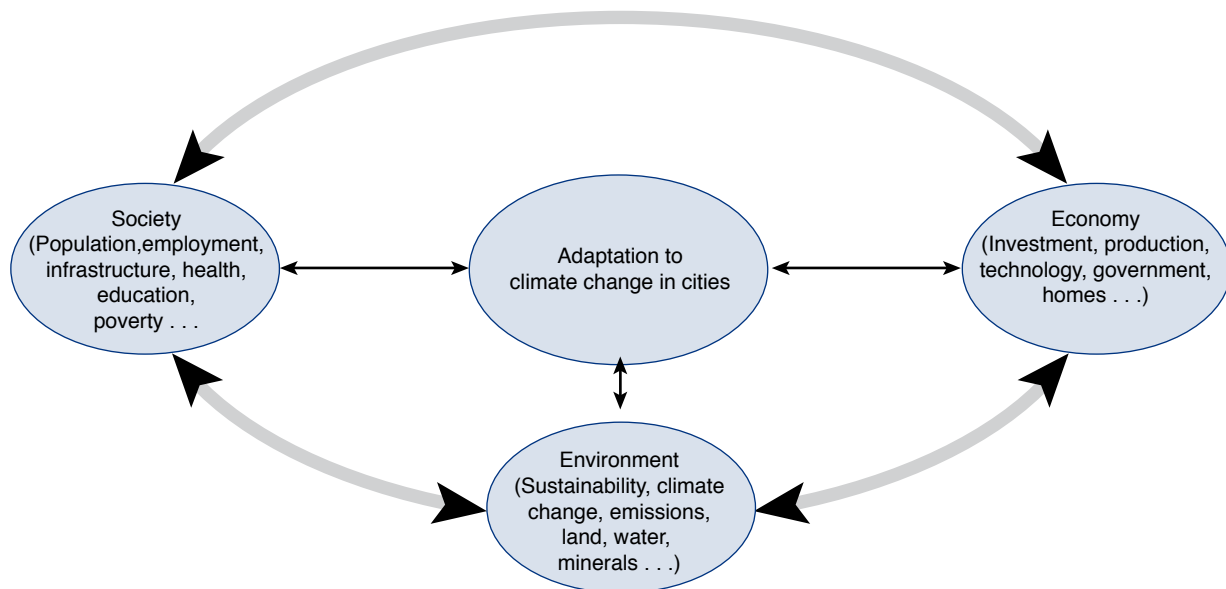 Society
(Population,employment,
infrastructure, health,
education,
poverty . . .
Adaptation to
climate change in cities
Economy
(Investment, production,
technology, government,
homes . . .)
Environment
(Sustainability, climate
change, emissions,
land, water,
minerals . . .)